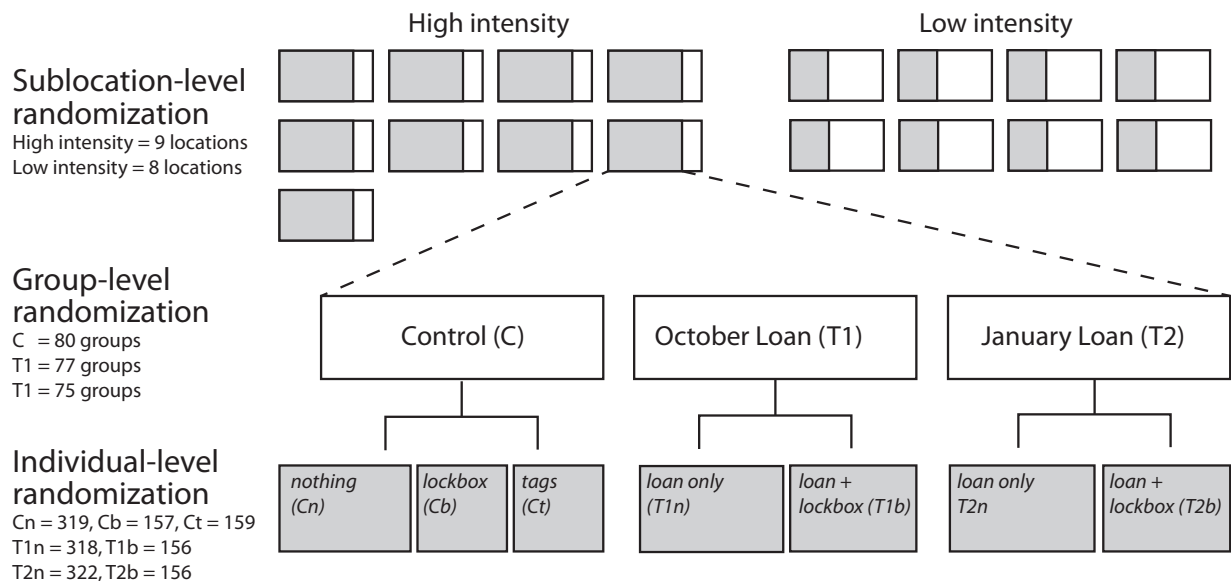 High intensity
Low intensity
Sublocation-level
randomization
High intensity = 9 locations
Low intensity = 8 locations
Group-level
randomization
C = 80 groups
T1 = 77 groups
T1 = 75 groups
Control (C)
October Loan (T1)
January Loan (T2)
Individual-level
randomization
Cn = 319, Cb = 157, Ct = 159
T1n = 318, T1b = 156
T2n = 322, T2b = 156
nothing
(Cn)
lockbox
(Cb)
tags
(Ct)
loan only
(T1n)
loan +
lockbox (T1b)
loan only
T2n
loan +
lockbox (T2b)